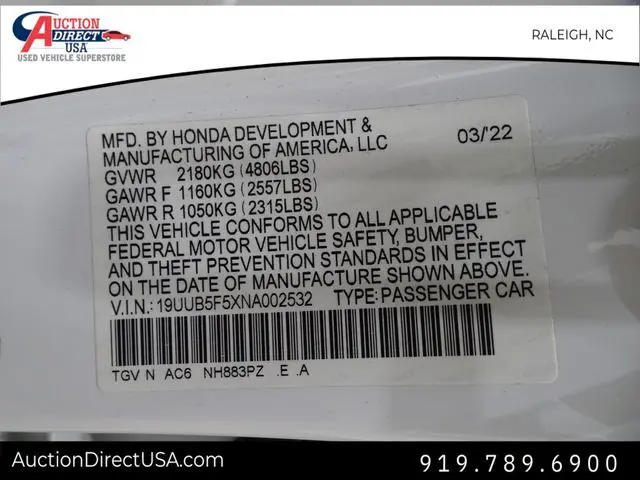 AUCTION
DIRECT
USA
USED VEHICLE SUPERSTORE
RALEIGH, NC
MFD. BY HONDA DEVELOPMENT &
MANUFACTURING OF AMERICA, LLC 03/'22
GVWR 2180KG (4806LBS)
GAWR F 1160KG (2557LBS)
GAWR R 1050KG (2315LBS)
THIS VEHICLE CONFORMS TO ALL APPLICABLE
FEDERAL MOTOR VEHICLE SAFETY, BUMPER,
AND THEFT PREVENTION STANDARDS IN EFFECT
ON THE DATE OF MANUFACTURE SHOWN ABOVE.
V.I.N.: 19UUB5F5XNA002532 TYPE: PASSENGER CAR
TGV N AC6 NH883PZ .E .A
AuctionDirectUSA.com
919.789.6900